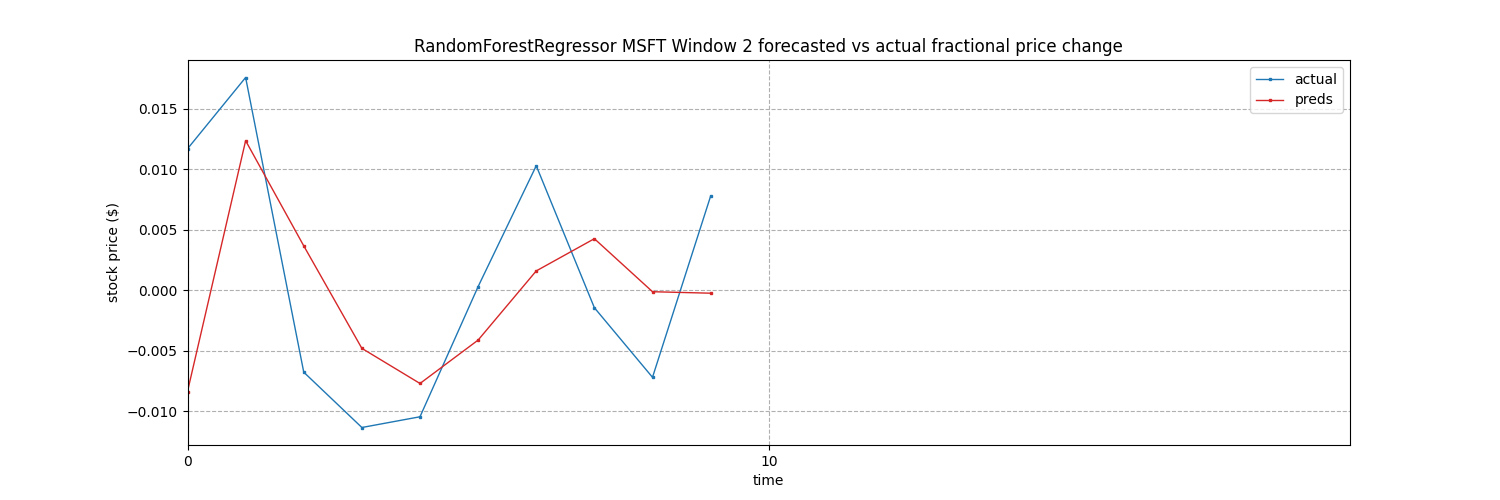 RandomForestRegressor MSFT Window 2 forecasted vs actual fractional price change
actual
preds
0.015
0.010
0.005
0.000
−0.005
−0.010
stock price ($)
0
10
time